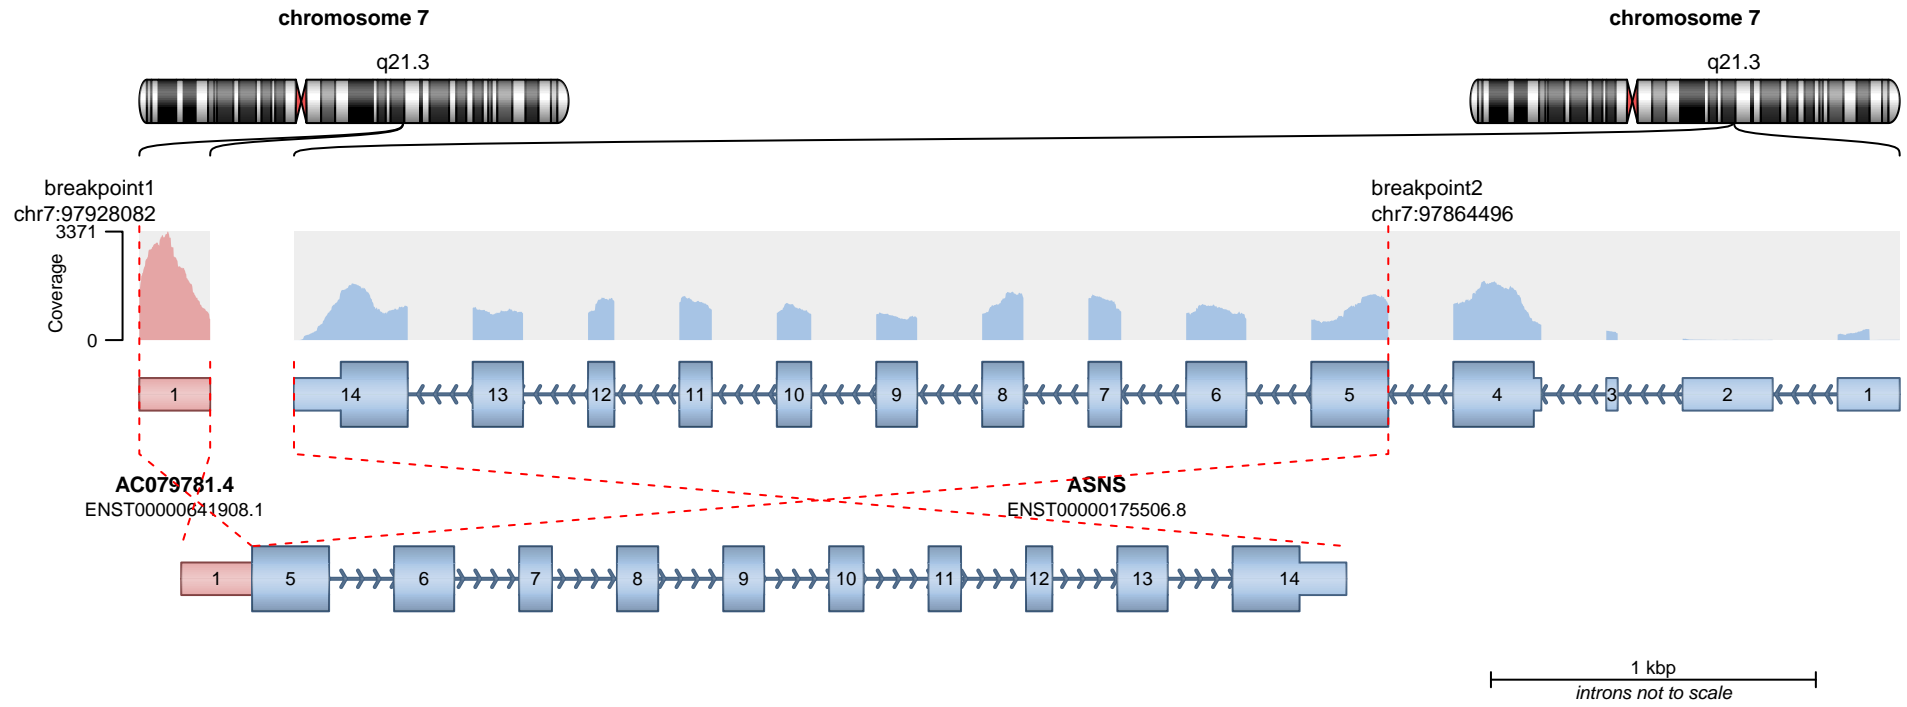 chromosome 7
chromosome 7
q21.3
q21.3
breakpoint1
chr7:97928082
breakpoint2
chr7:97864496
3371
Coverage
0
1
14
13
12
11
10
9
8
7
6
5
4
3
2
1
AC079781.4
ENST00000641908.1
ASNS
ENST00000175506.8
1
5
6
7
8
9
10
11
12
13
14
1 kbp
introns not to scale